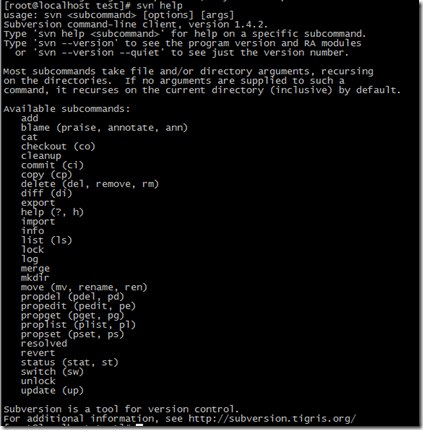 [root@localhost test]# svn help
usage: svn <subcommand> [options] [args]
Subversion command-line client, version 1.4.2.
Type 'svn help <subcommand>' for help on a specific subcommand.
Type 'svn --version' to see the program version and RA modules
  or 'svn --version --quiet' to see just the version number.

Most subcommands take file and/or directory arguments, recursing
on the directories.  If no arguments are supplied to such a
command, it recurses on the current directory (inclusive) by default.

Available subcommands:
   add
   blame (praise, annotate, ann)
   cat
   checkout (co)
   cleanup
   commit (ci)
   copy (cp)
   delete (del, remove, rm)
   diff (di)
   export
   help (?, h)
   import
   info
   list (ls)
   lock
   log
   merge
   mkdir
   move (mv, rename, ren)
   propdel (pdel, pd)
   propedit (pedit, pe)
   propget (pget, pg)
   proplist (plist, pl)
   propset (pset, ps)
   resolved
   revert
   status (stat, st)
   switch (sw)
   unlock
   update (up)

Subversion is a tool for version control.
For additional information, see http://subversion.tigris.org/